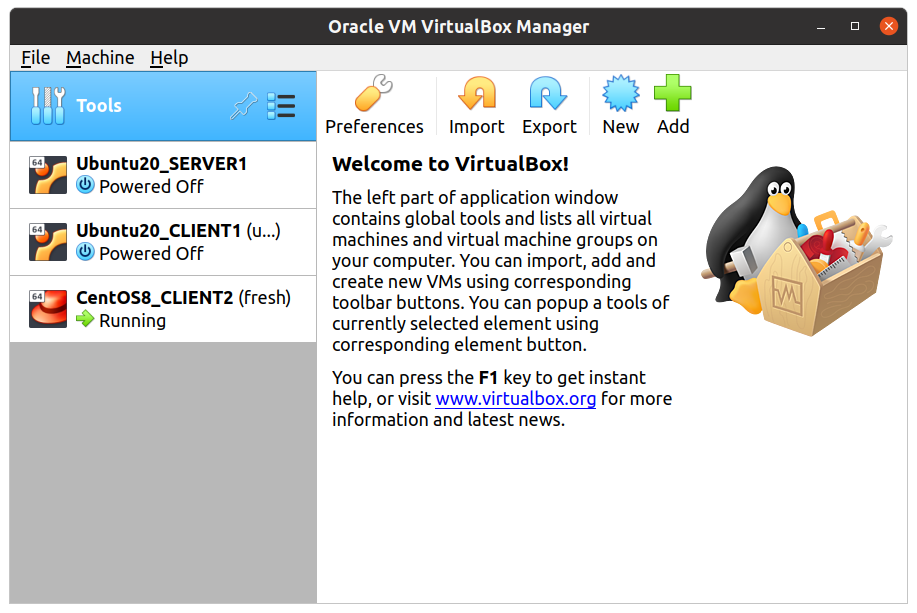 Oracle VM VirtualBox Manager
File Machine Help
Tools
Preferences Import Export New Add
64
Ubuntu20_SERVER1
Powered Off
64
Ubuntu20_CLIENT1 (u...)
Powered Off
64
CentOS8_CLIENT2 (fresh)
Running
Welcome to VirtualBox!
The left part of application window
contains global tools and lists all virtual
machines and virtual machine groups on
your computer. You can import, add and
create new VMs using corresponding
toolbar buttons. You can popup a tools of
currently selected element using
corresponding element button.
You can press the F1 key to get instant
help, or visit www.virtualbox.org for more
information and latest news.
VM